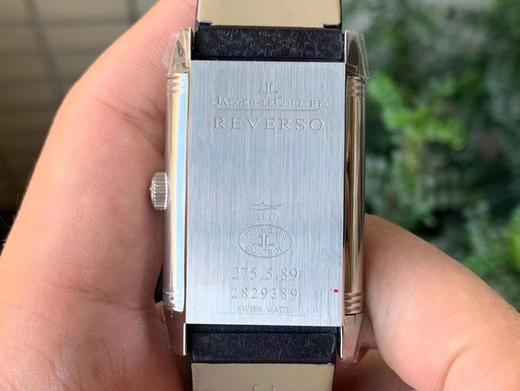 JAEGER-LECOULTRE
REVERSO
275.5.89
2829389
SWISS MADE